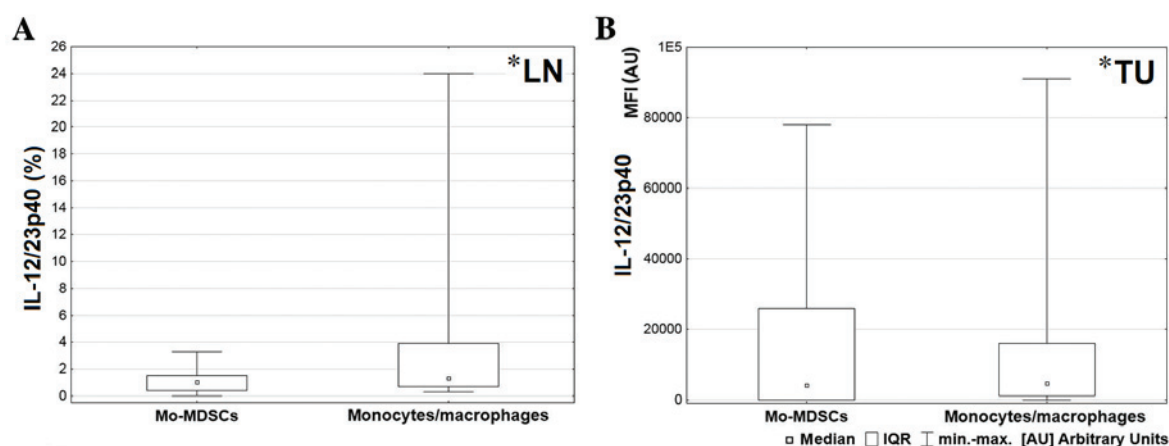 A
*LN
IL-12/23p40 (%)
26
24
22
20
18
16
14
12
10
8
6
4
2
0
Mo-MDSCs Monocytes/macrophages
B
*TU
IL-12/23p40
MFI (AU)
1E5
80000
60000
40000
20000
0
Mo-MDSCs Monocytes/macrophages
Median IQR min.-max. [AU] Arbitrary Units